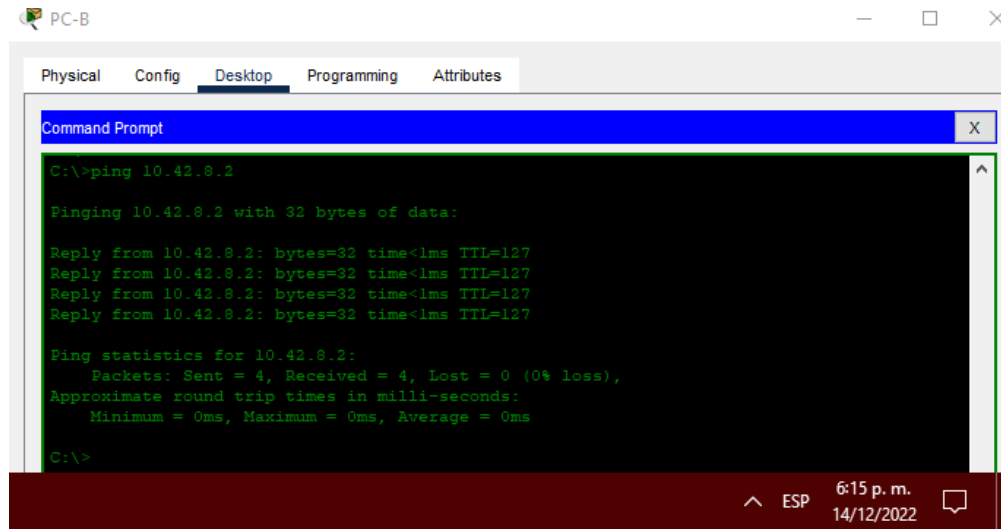 PC-B
Physical Config Desktop Programming Attributes
Command Prompt X
C:\>ping 10.42.8.2
Pinging 10.42.8.2 with 32 bytes of data:
Reply from 10.42.8.2: bytes=32 time<1ms TTL=127
Reply from 10.42.8.2: bytes=32 time<1ms TTL=127
Reply from 10.42.8.2: bytes=32 time<1ms TTL=127
Reply from 10.42.8.2: bytes=32 time<1ms TTL=127
Ping statistics for 10.42.8.2:
Packets: Sent = 4, Received = 4, Lost = 0 (0% loss),
Approximate round trip times in milli-seconds:
Minimum = 0ms, Maximum = 0ms, Average = 0ms
C:\>
ESP
6:15 p. m.
14/12/2022